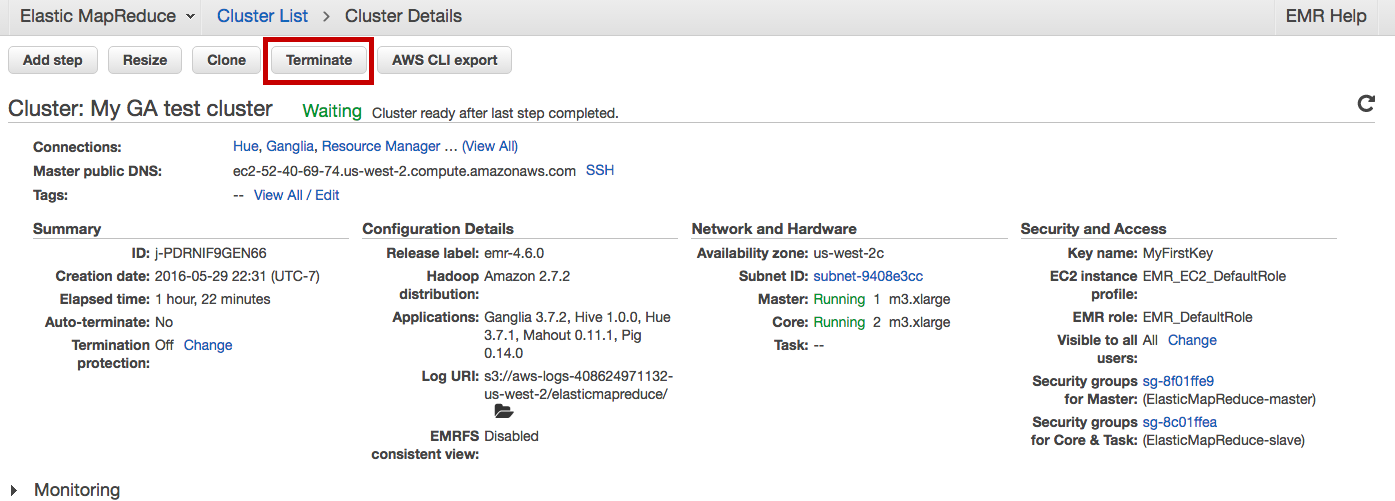 Elastic MapReduce Cluster List > Cluster Details EMR Help
Add step Resize Clone Terminate AWS CLI export
Cluster: My GA test cluster Waiting Cluster ready after last step completed.
Connections: Hue, Ganglia, Resource Manager ... (View All)
Master public DNS: ec2-52-40-69-74.us-west-2.compute.amazonaws.com SSH
Tags: -- View All / Edit
Summary
ID: j-PDRNIF9GEN66
Creation date: 2016-05-29 22:31 (UTC-7)
Elapsed time: 1 hour, 22 minutes
Auto-terminate: No
Termination Off Change
protection:
Configuration Details
Release label: emr-4.6.0
Hadoop Amazon 2.7.2
distribution:
Applications: Ganglia 3.7.2, Hive 1.0.0, Hue
3.7.1, Mahout 0.11.1, Pig
0.14.0
Log URI: s3://aws-logs-408624971132-
us-west-2/elasticmapreduce/
EMRFS Disabled
consistent view:
Network and Hardware
Availability zone: us-west-2c
Subnet ID: subnet-9408e3cc
Master: Running 1 m3.xlarge
Core: Running 2 m3.xlarge
Task: --
Security and Access
Key name: MyFirstKey
EC2 instance EMR_EC2_DefaultRole
profile:
EMR role: EMR_DefaultRole
Visible to all All Change
users:
Security groups sg-8f01ffe9
for Master: (ElasticMapReduce-master)
Security groups sg-8c01ffea
for Core & Task: (ElasticMapReduce-slave)
Monitoring